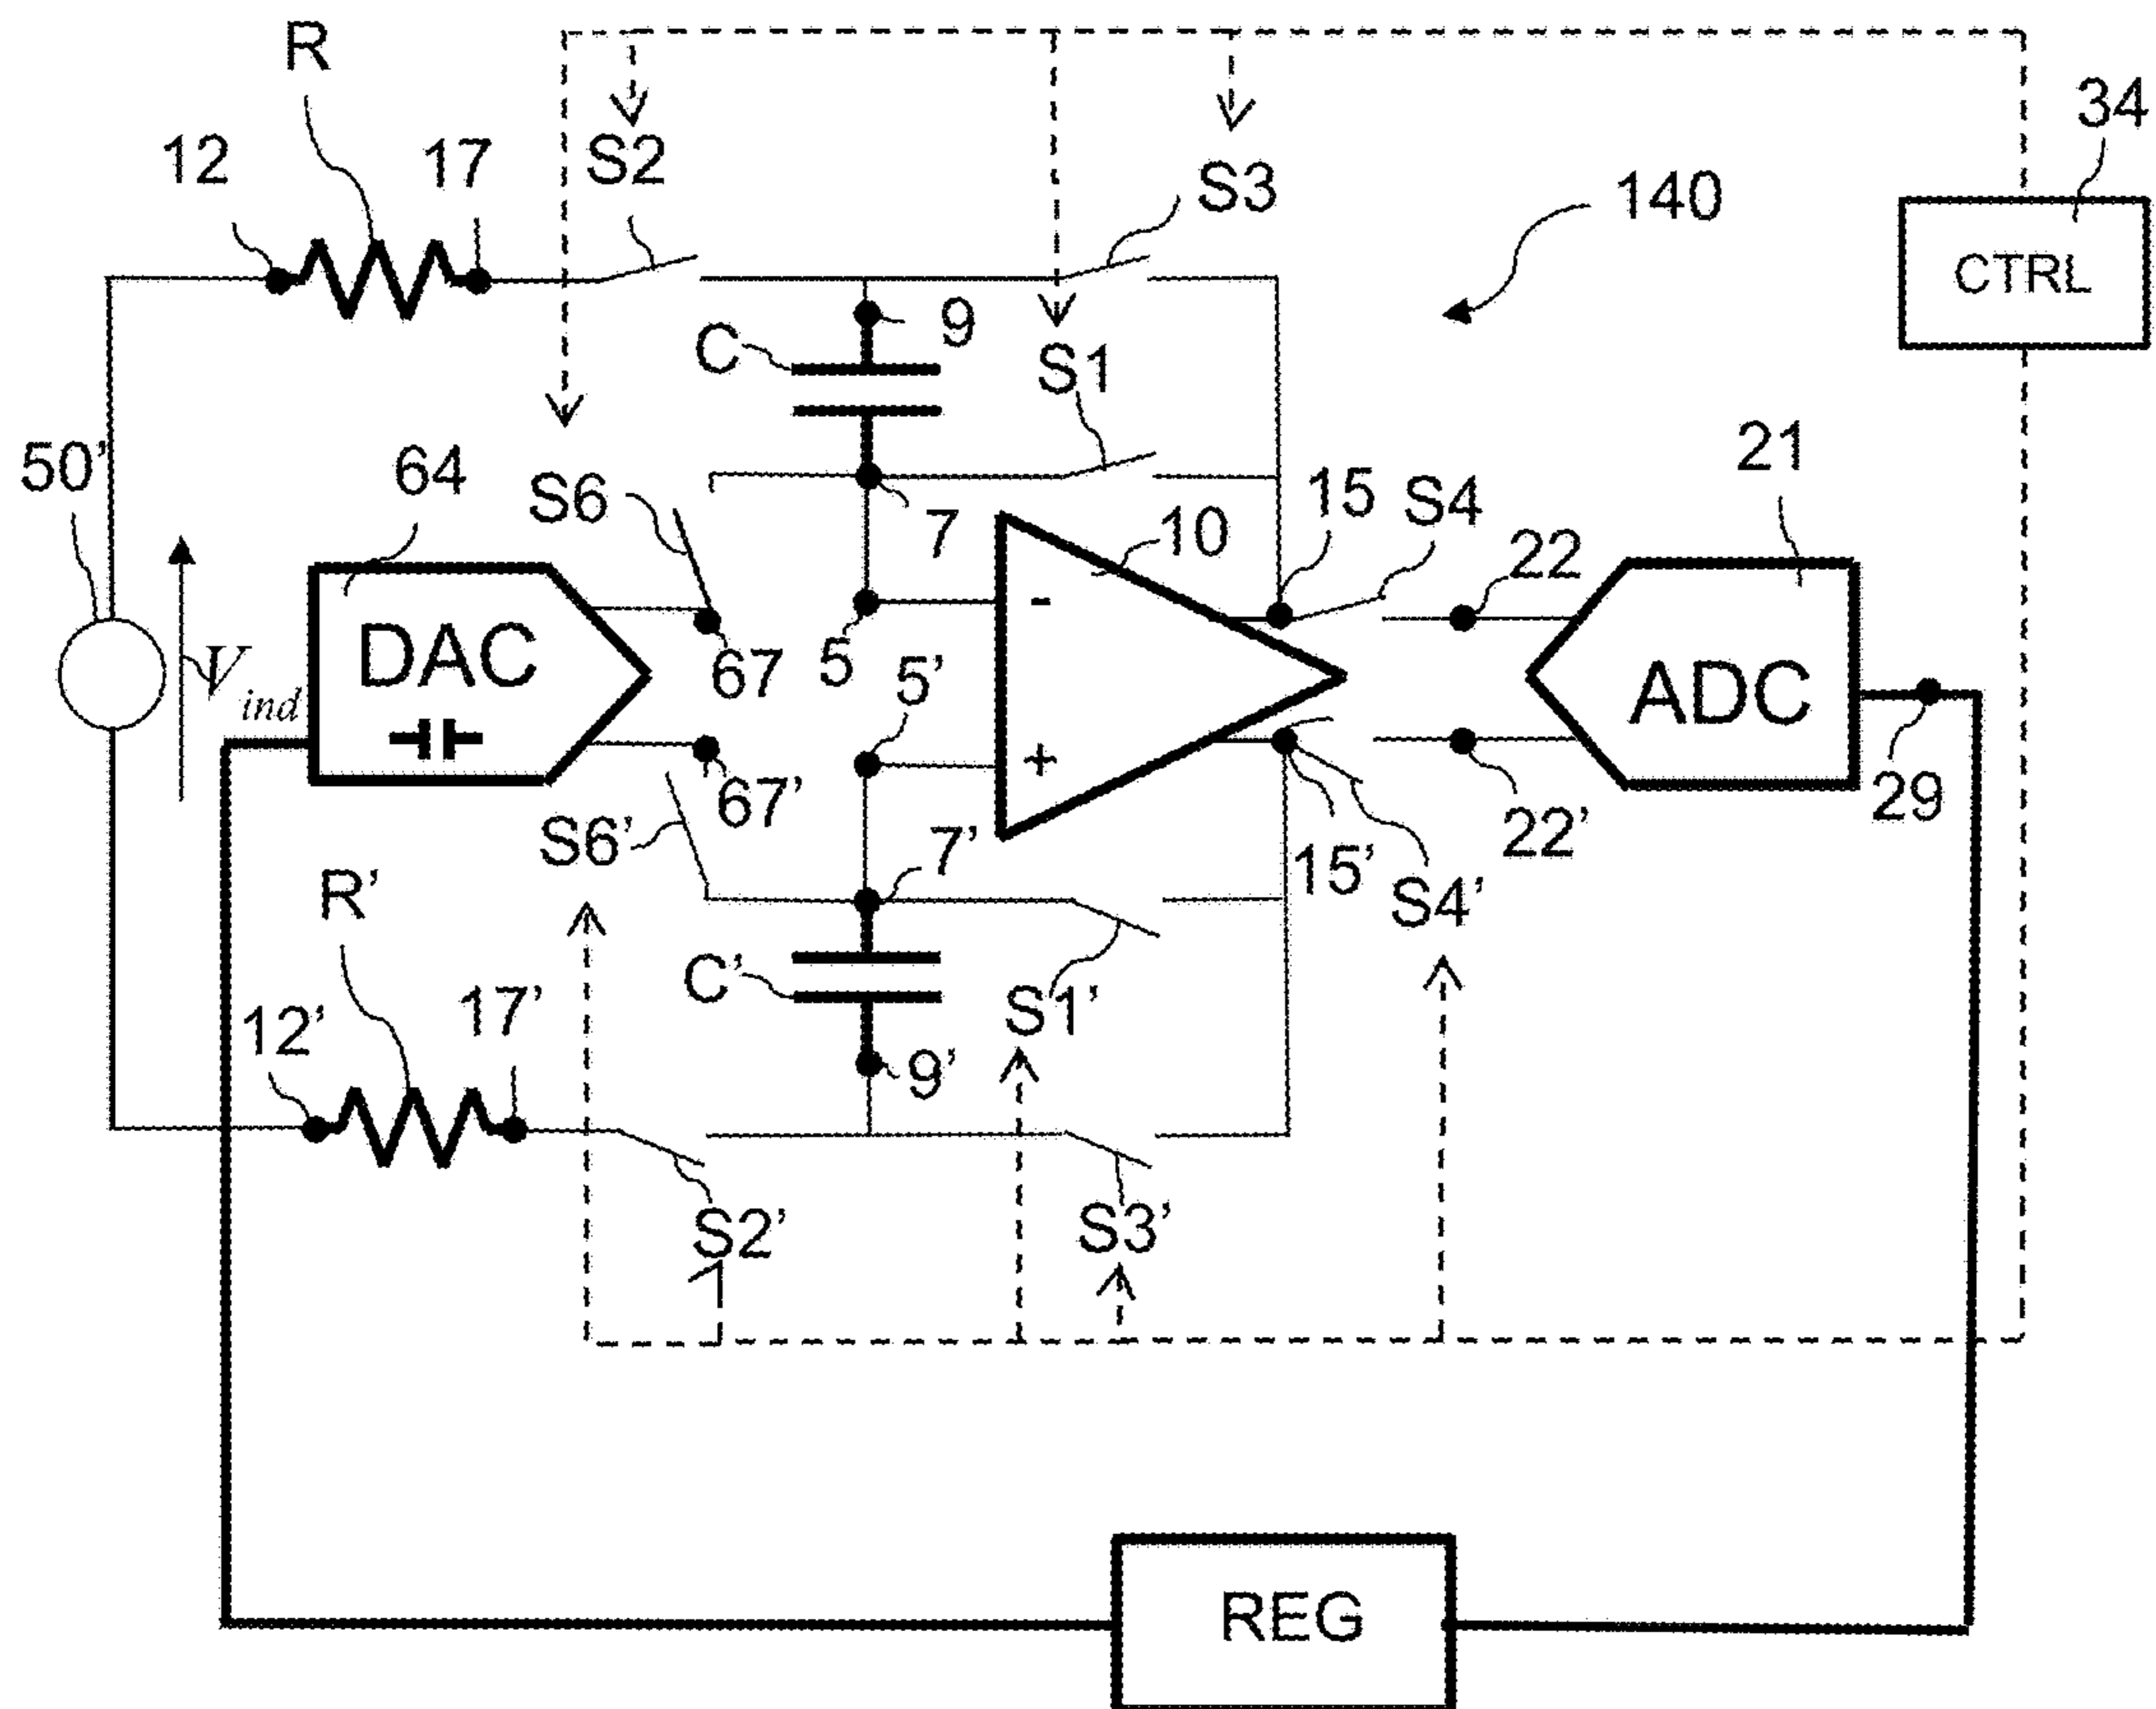 R
34
12
17
S2
S3
140
CTRL
9
C
S1
50'
64
S6
21
7
10
15
S4
22
V ind
DAC
67
5
5'
-
+
ADC
67'
29
S6'
7'
15'
22'
S4'
R'
12'
17'
C'
S1'
9'
S2'
S3'
REG